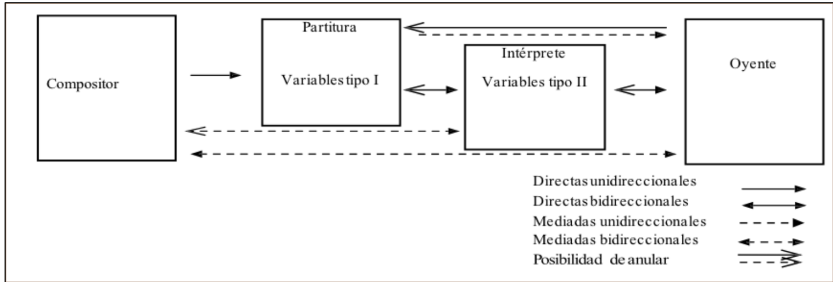 Partitura
Intérprete
Oyente
Compositor
Variables tipo I
Variables tipo II
Directas unidireccionales
Directas bidireccionales
Mediadas unidireccionales
Mediadas bidireccionales
Posibilidad de anular